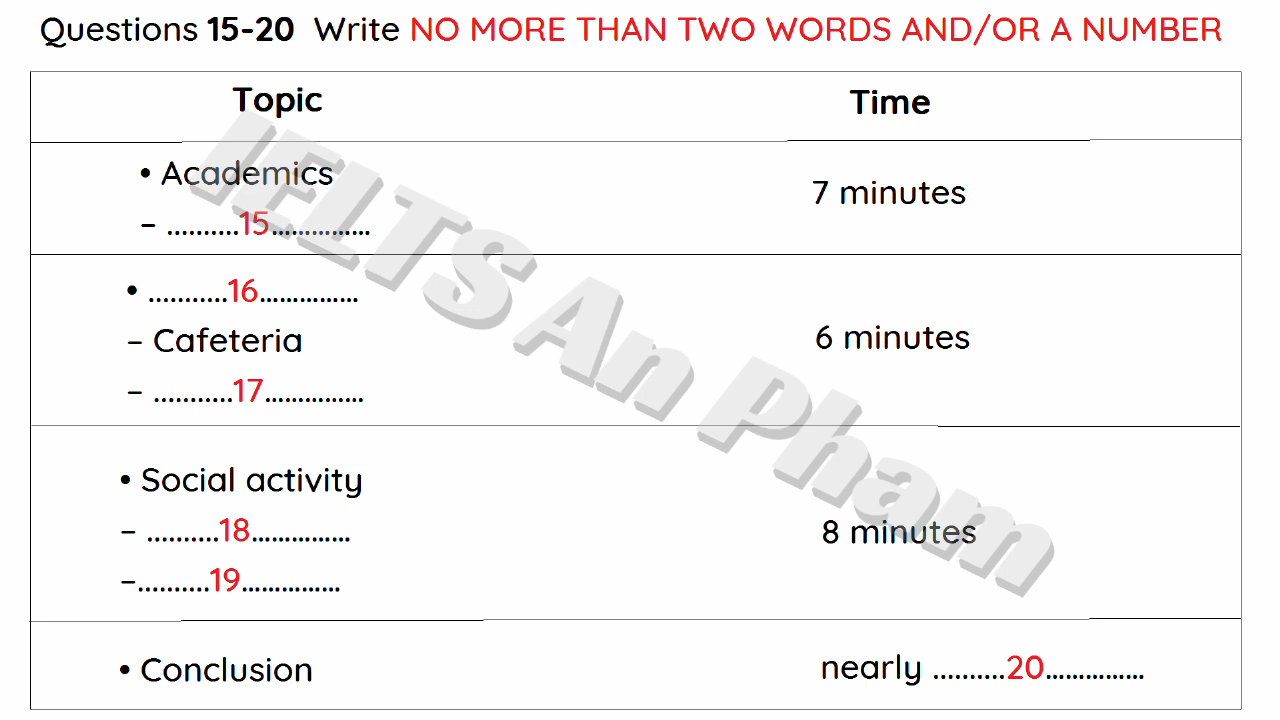 Questions 15-20 Write NO MORE THAN TWO WORDS AND/OR A NUMBER
Topic Time
• Academics
7 minutes
– ..........15..............
• ...........16..............
– Cafeteria
6 minutes
– ...........17..............
• Social activity
– ..........18..............
8 minutes
–..........19..............
• Conclusion
nearly ..........20..............
IELTS An Pham